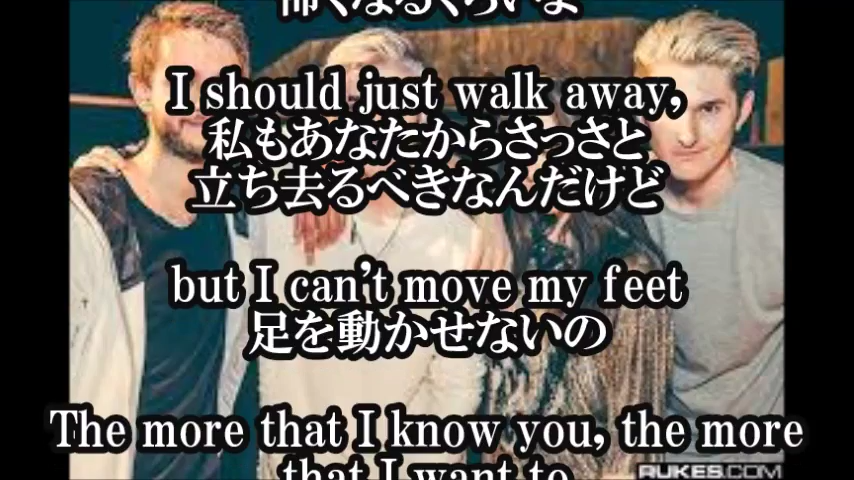 怖くなるくらいよ
I should just walk away,
私もあなたからさっさと
立ち去るべきなんだけど
but I can't move my feet
足を動かせないの
The more that I know you, the more
that I want to
RUKES.COM